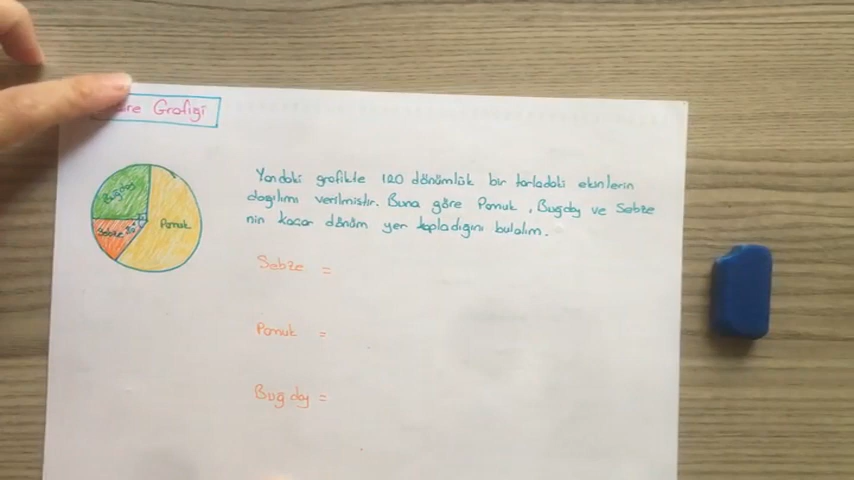 re Grafiği
Buğday
Sebze
Pamuk
Yandaki grafikte 120 dönümlük bir tarladaki ekinlerin
dağılımı verilmiştir. Buna göre Pamuk, Buğday ve Sebze
nin kaçar dönüm yer kapladığını bulalım.
Sebze =
Pamuk =
Buğday =